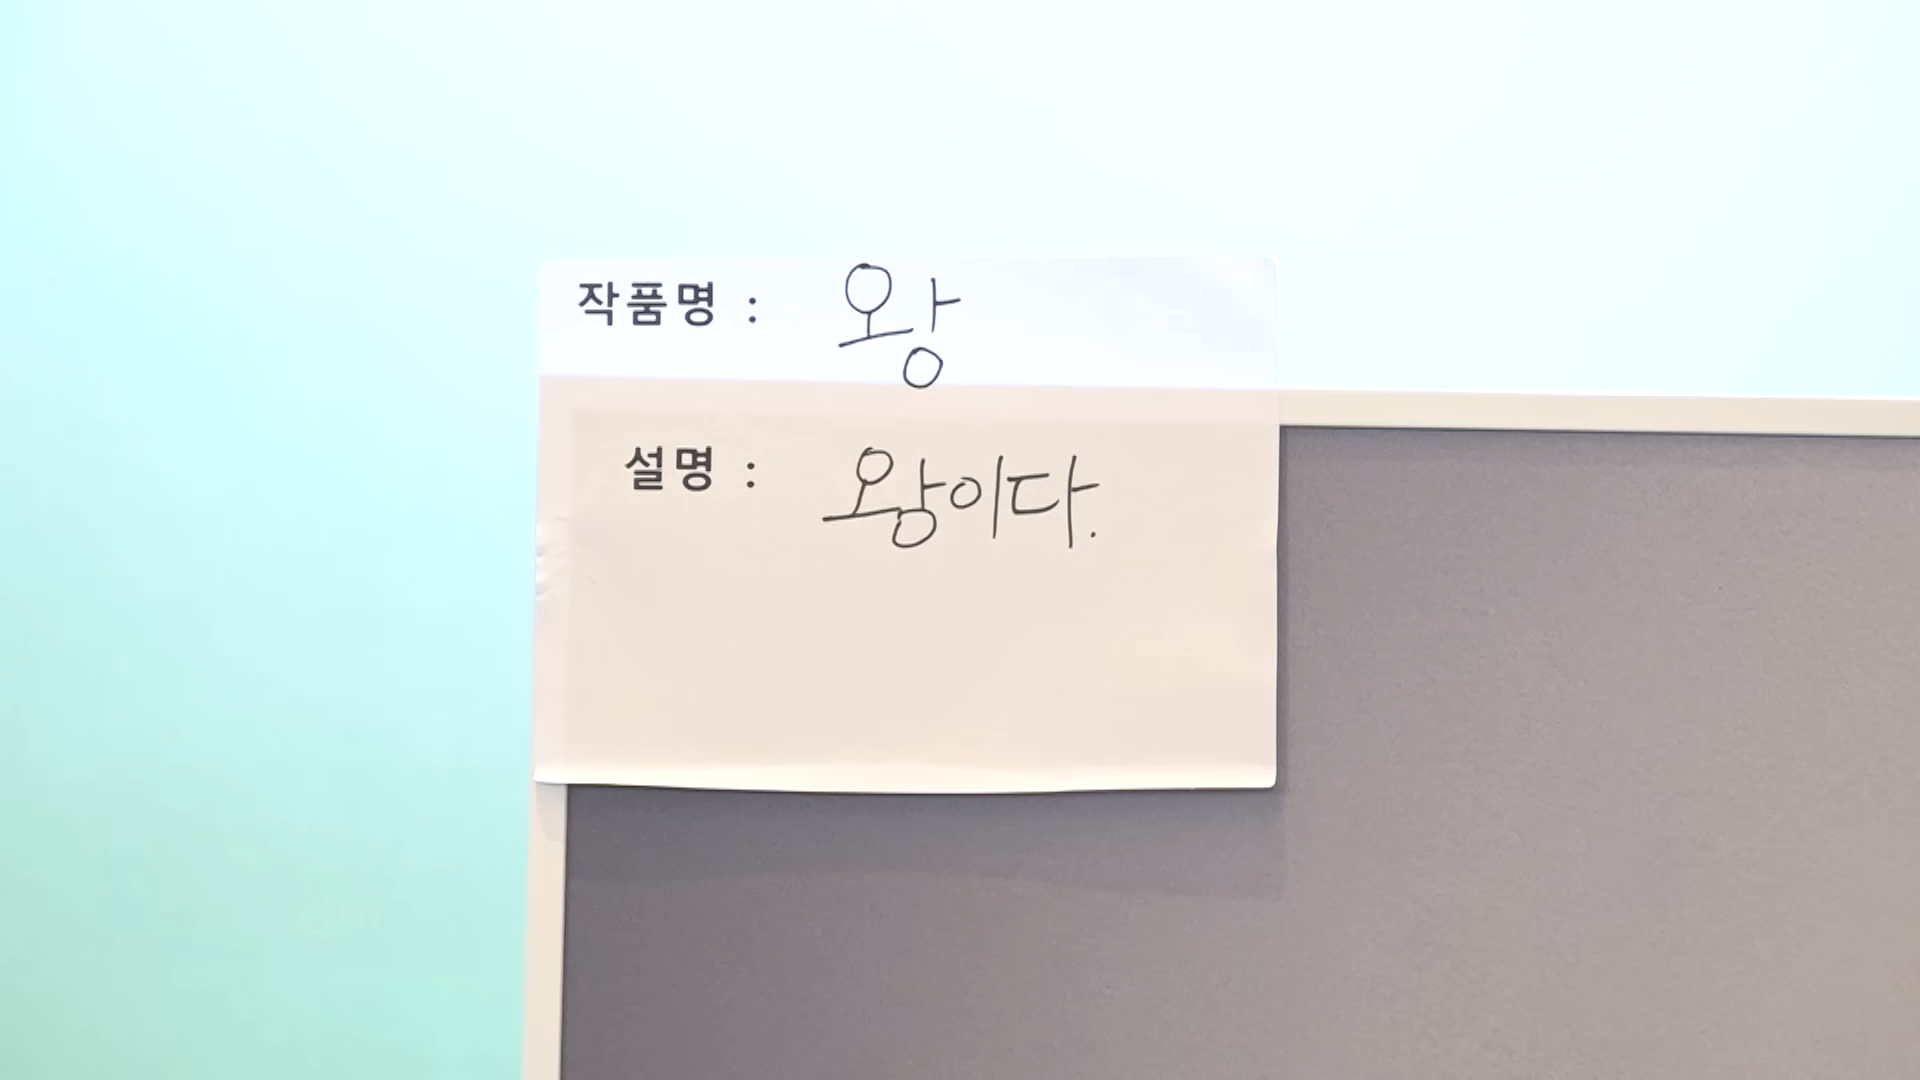 작품명 : 왕
설명 : 왕이다.